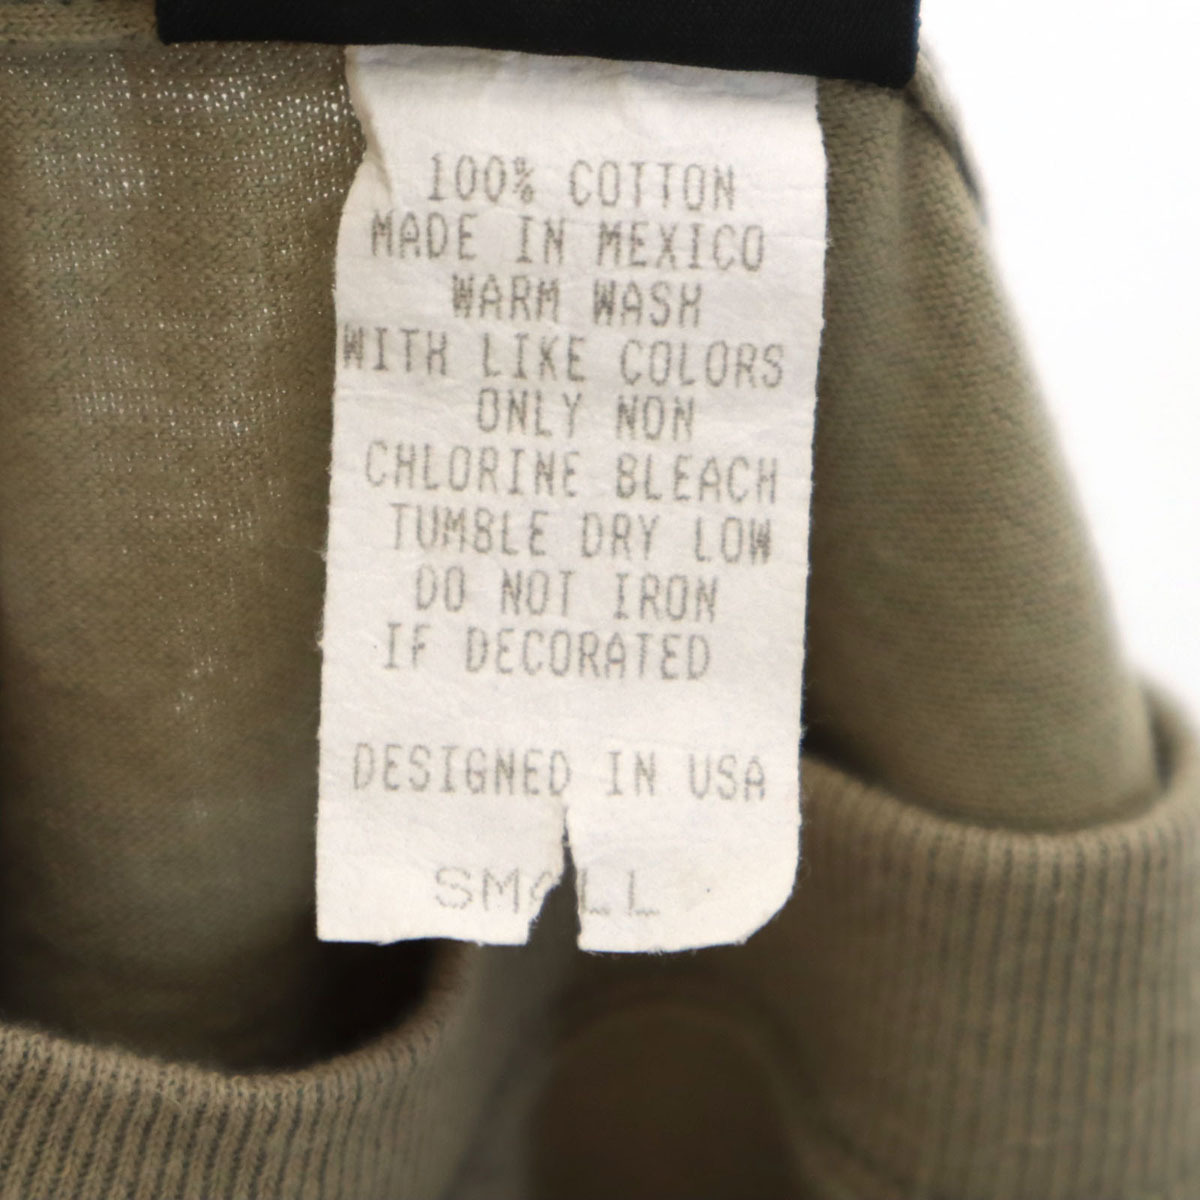 100% COTTON
MADE IN MEXICO
WARM WASH
WITH LIKE COLORS
ONLY NON
CHLORINE BLEACH
TUMBLE DRY LOW
DO NOT IRON
IF DECORATED
DESIGNED IN USA
SMALL